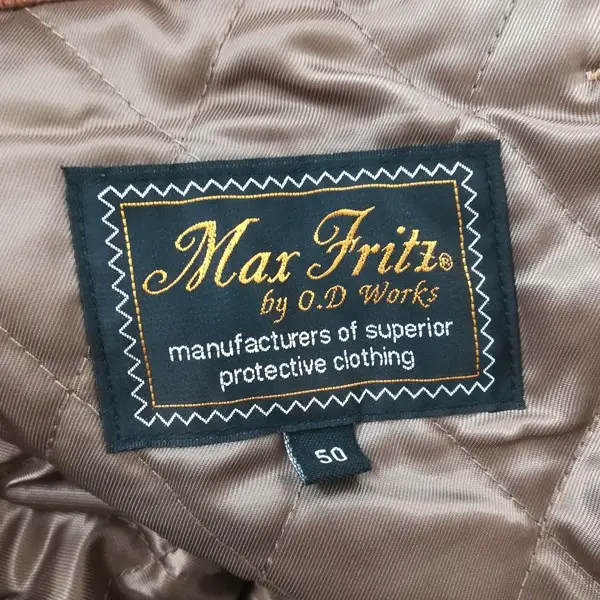 Max Fritz®
by O.D Works
manufacturers of superior
protective clothing
50